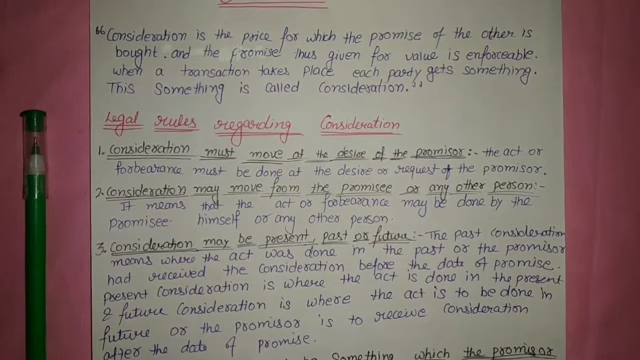 “Consideration is the price for which the promise of the other is
bought. and the promise thus given for value is enforceable.
when a transaction takes place each party gets something.
This Something is called Consideration.“
Legal rules regarding Consideration
1. Consideration must move at the desire of the promisor:- the act or
forbearance must be done at the desire or request of the promisor.
2. Consideration may move from the promisee or any other person:-
It means that the act or forbearance may be done by the
promisee himself or any other person.
3. Consideration may be present, past or future:- The past consideration
means where the act was done in the past or the promisor
had received the consideration before the date of promise.
present consideration is where the act is done in the present
& future Consideration is where the act is to be done in
future or the promisor is to receive consideration
after the date of promise.
Something which the promisor